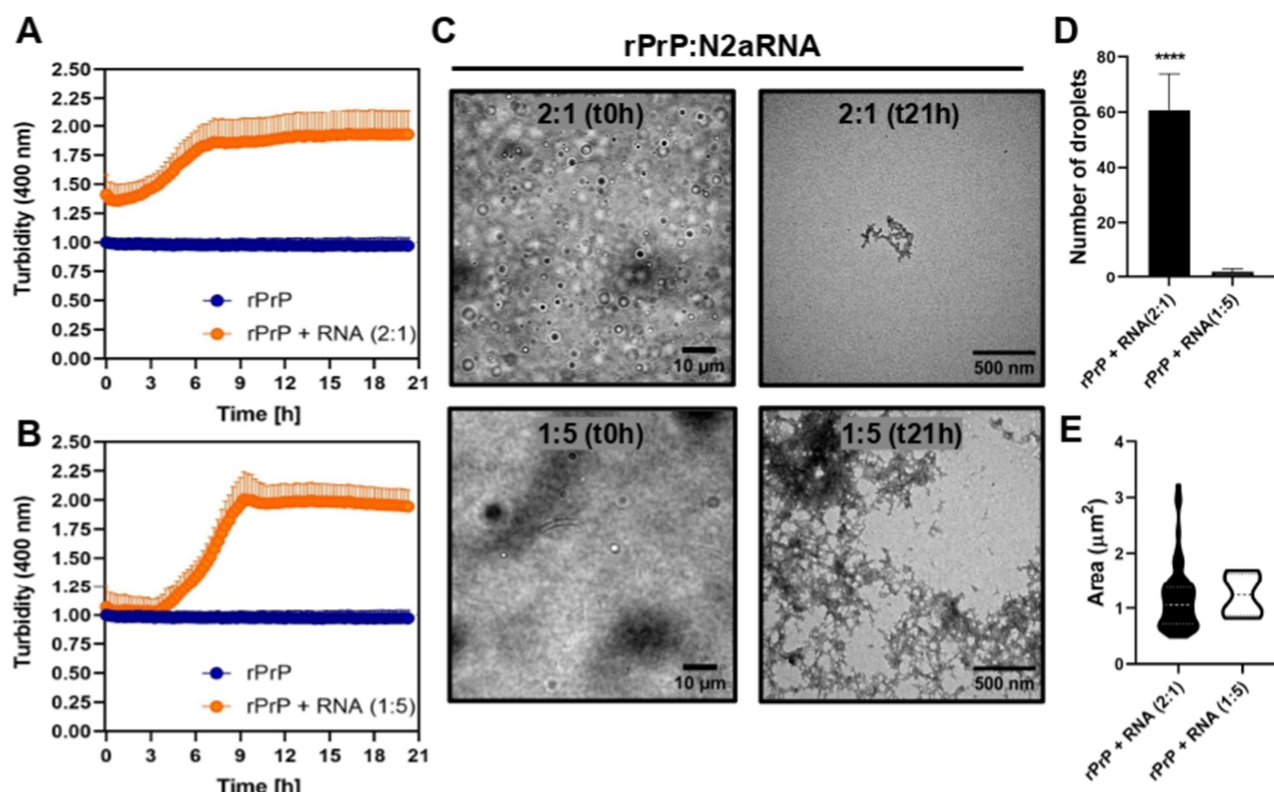 A
2.50
2.25
2.00
1.75
1.50
1.25
1.00
0.75
0.50
0.25
0.00
Turbidity (400 nm)
rPrP
rPrP + RNA (2:1)
0 3 6 9 12 15 18 21
Time [h]
B
2.50
2.25
2.00
1.75
1.50
1.25
1.00
0.75
0.50
0.25
0.00
Turbidity (400 nm)
rPrP
rPrP + RNA (1:5)
0 3 6 9 12 15 18 21
Time [h]
C
rPrP:N2aRNA
2:1 (t0h)
10 µm
2:1 (t21h)
500 nm
1:5 (t0h)
10 µm
1:5 (t21h)
500 nm
D
80
60
40
20
0
Number of droplets
****
rPrP + RNA(2:1)
rPrP + RNA(1:5)
E
4
3
2
1
0
Area (µm²)
rPrP + RNA (2:1)
rPrP + RNA (1:5)